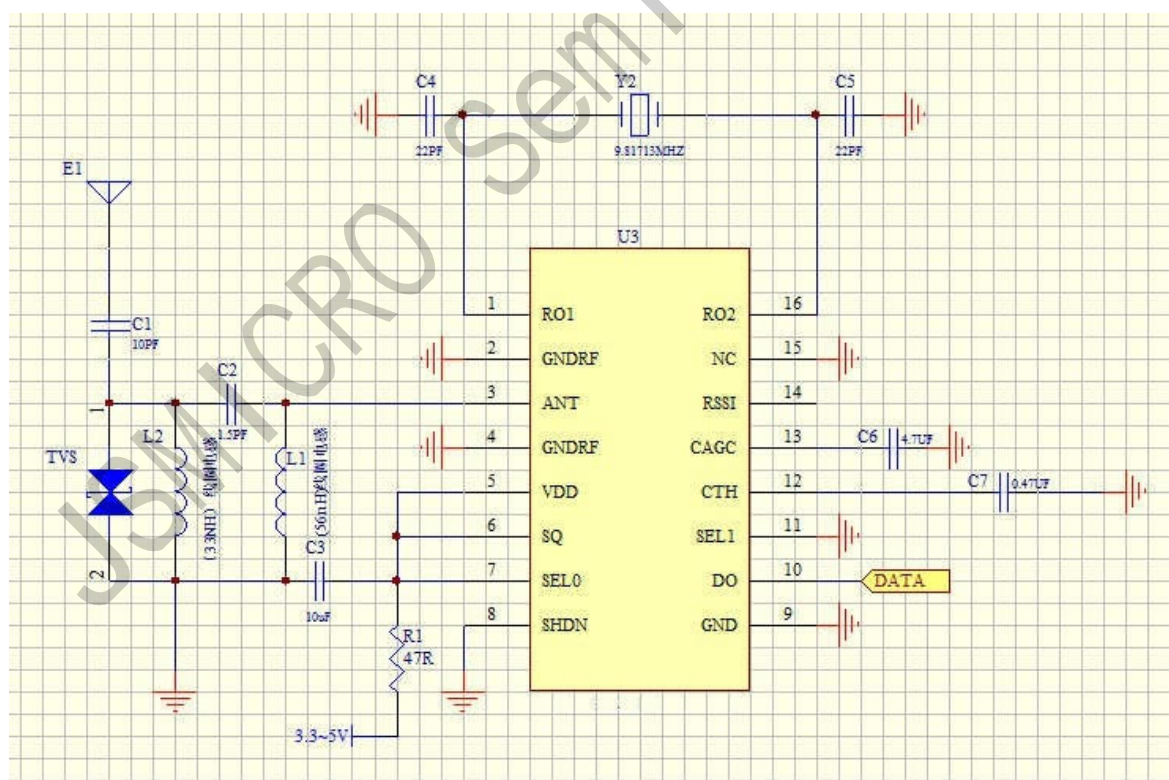 C4
Y2
C5
22PF
9.81713MHZ
22PF
E1
U3
1
RO1
RO2
16
C1
10PF
2
GNDRF
NC
15
C2
1
3
ANT
RSSI
14
1.5PF
L2
TVS
(33NH) 线圈电感
L1
(56nH)线圈电感
4
GNDRF
CAGC
13
C6
4.7UF
5
VDD
CTH
12
C7
0.47UF
6
SQ
SEL1
11
C3
2
7
SEL0
DO
10
DATA
10uF
8
SHDN
GND
9
R1
47R
3.3~5V
JSMICRO Semi